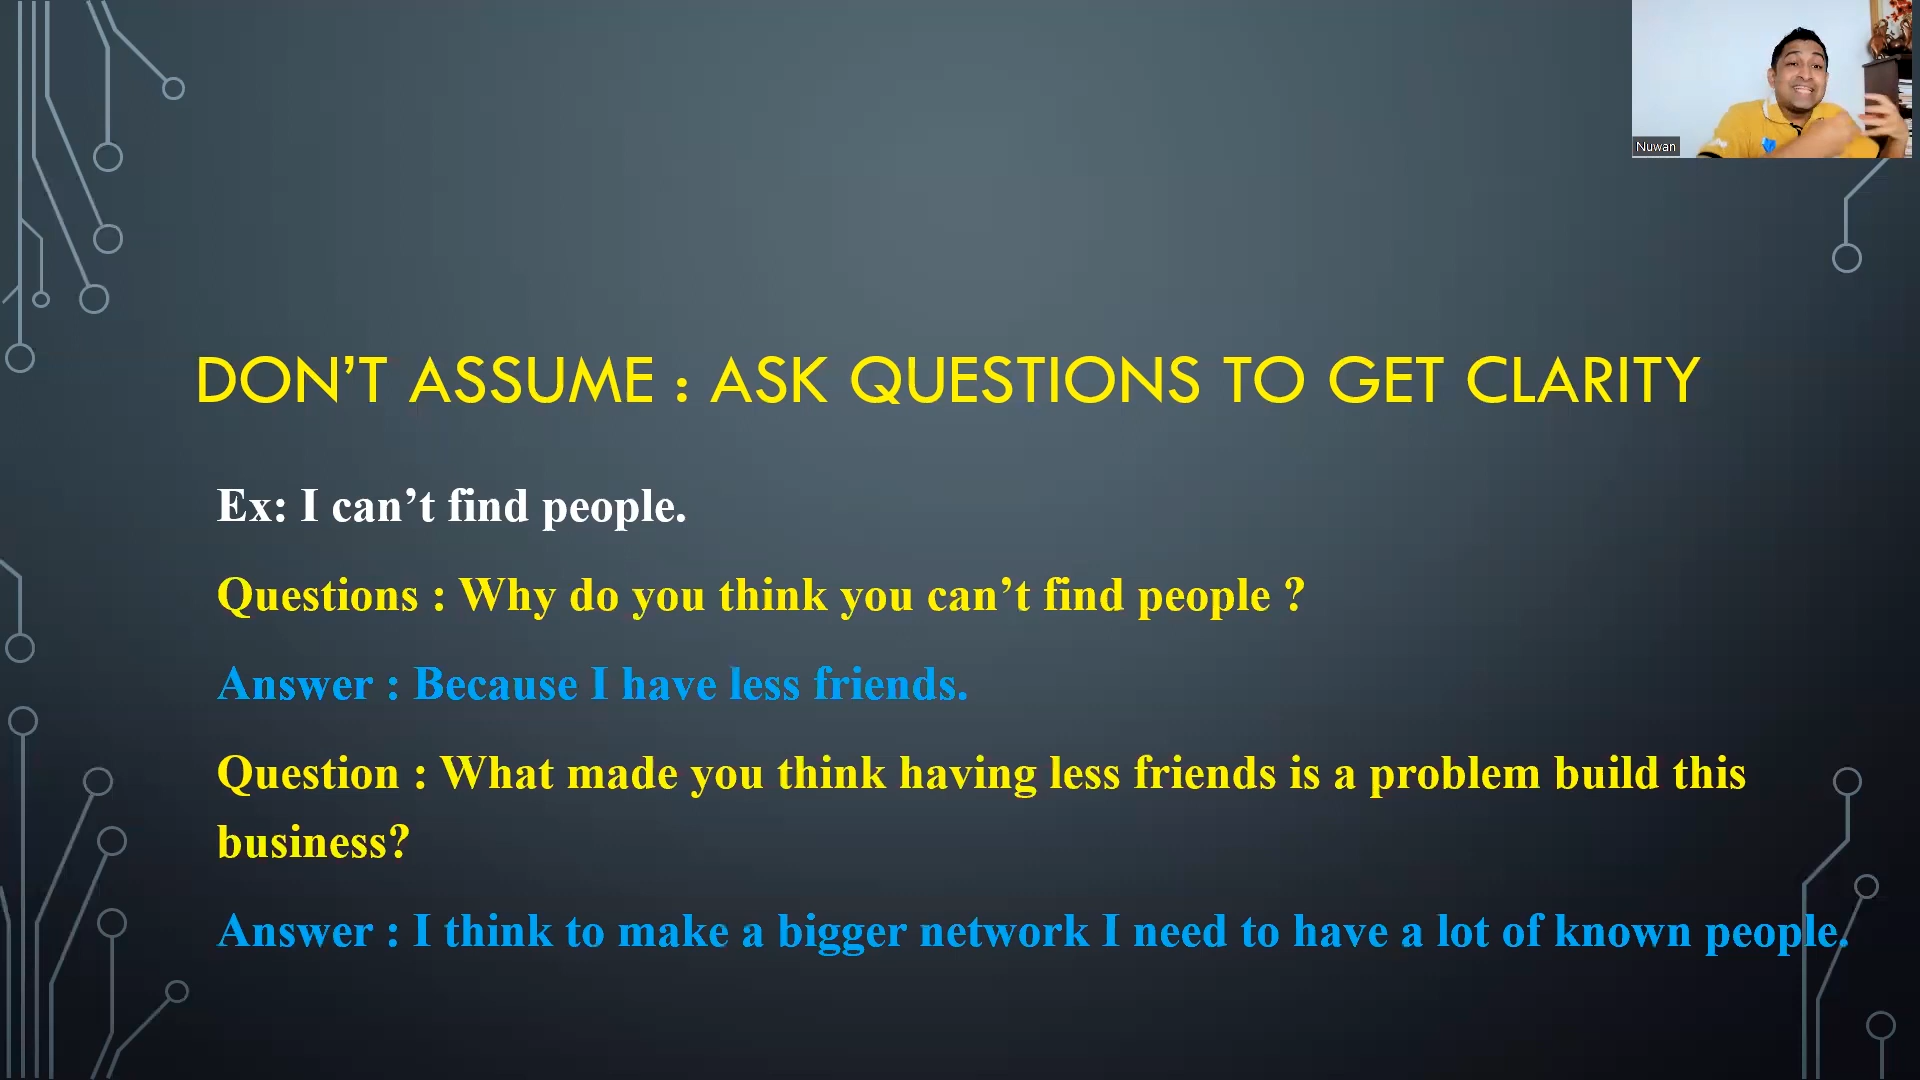 Nuwan
DON’T ASSUME : ASK QUESTIONS TO GET CLARITY
Ex: I can’t find people.
Questions : Why do you think you can’t find people ?
Answer : Because I have less friends.
Question : What made you think having less friends is a problem build this
business?
Answer : I think to make a bigger network I need to have a lot of known people.